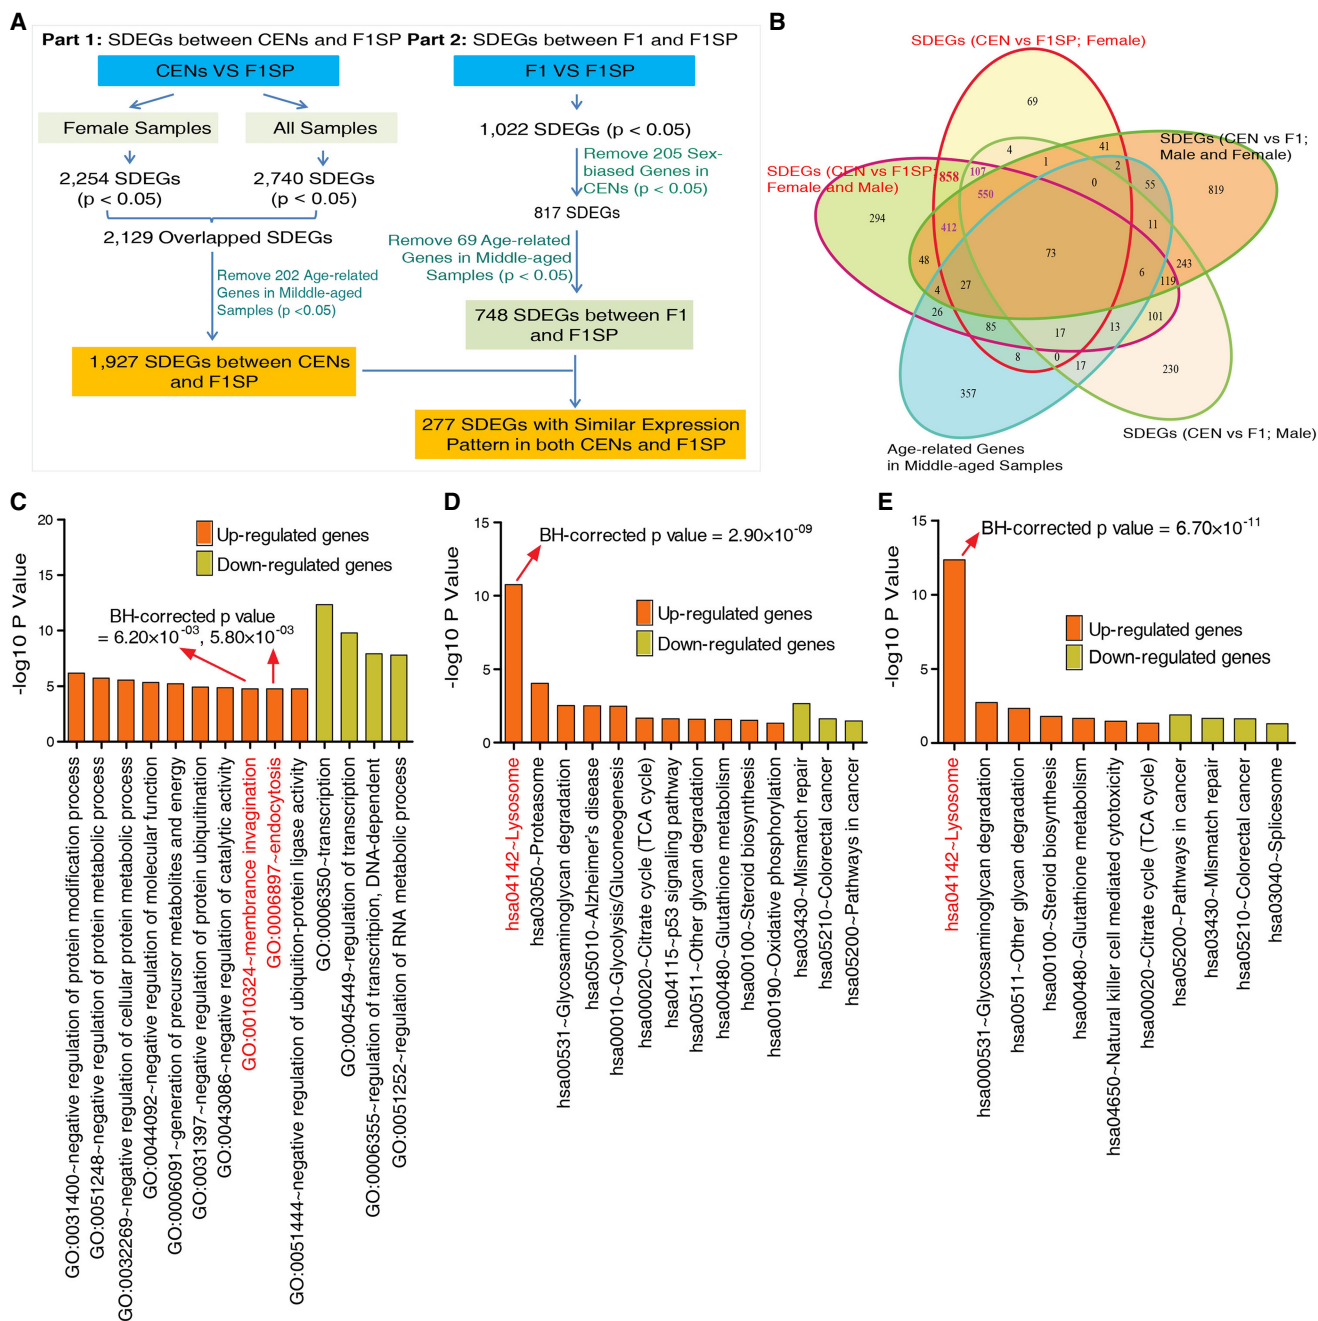 A
Part 1: SDEGs between CENs and F1SP
Part 2: SDEGs between F1 and F1SP
CENs VS F1SP
F1 VS F1SP
Female Samples
All Samples
2,254 SDEGs
(p < 0.05)
2,740 SDEGs
(p < 0.05)
2,129 Overlapped SDEGs
Remove 202 Age-related
Genes in Miiddle-aged
Samples (p <0.05)
1,927 SDEGs between CENs
and F1SP
1,022 SDEGs (p < 0.05)
Remove 205 Sex-
biased Genes in
CENs (p < 0.05)
817 SDEGs
Remove 69 Age-related
Genes in Middle-aged
Samples (p < 0.05)
748 SDEGs between F1
and F1SP
277 SDEGs with Similar Expression
Pattern in both CENs and F1SP
B
SDEGs (CEN vs F1SP; Female)
SDEGs (CEN vs F1;
Male and Female)
SDEGs (CEN vs F1SP;
Female and Male)
SDEGs (CEN vs F1; Male)
Age-related Genes
in Middle-aged Samples
69
4
1
41
2
0
55
819
858
107
550
294
412
11
48
73
243
6
119
4
27
26
85
17
13
101
8
0
17
230
357
C
-log10 P Value
20
15
10
5
0
Up-regulated genes
Down-regulated genes
BH-corrected p value
= 6.20×10-03, 5.80×10-03
GO:0031400~negative regulation of protein modification process
GO:0051248~negative regulation of protein metabolic process
GO:0032269~negative regulation of cellular protein metabolic process
GO:0044092~negative regulation of molecular function
GO:0006091~generation of precursor metabolites and energy
GO:0031397~negative regulation of protein ubiquitination
GO:0043086~negative regulation of catalytic activity
GO:0010324~membrance invagination
GO:0006897~endocytosis
GO:0051444~negative regulation of ubiquition-protein ligase activity
GO:0006350~transcription
GO:0045449~regulation of transcription
GO:0006355~regulation of transcripion, DNA-dependent
GO:0051252~regulation of RNA metabolic process
D
-log10 P Value
15
10
5
0
BH-corrected p value = 2.90×10-09
Up-regulated genes
Down-regulated genes
hsa04142~Lysosome
hsa03050~Proteasome
hsa00531~Glycosaminoglycan degradation
hsa05010~Alzheimer's disease
hsa00010~Glycolysis/Gluconeogenesis
hsa00020~Citrate cycle (TCA cycle)
hsa04115~p53 signaling pathway
hsa00511~Other glycan degradation
hsa00480~Glutathione metabolism
hsa00100~Steroid biosynthesis
hsa00190~Oxidative phosphorylation
hsa03430~Mismatch repair
hsa05210~Colorectal cancer
hsa05200~Pathways in cancer
E
-log10 P Value
15
10
5
0
BH-corrected p value = 6.70×10-11
Up-regulated genes
Down-regulated genes
hsa04142~Lysosome
hsa000531~Glycosaminoglycan degradation
hsa00511~Other glycan degradation
hsa00100~Steroid biosynthesis
hsa00480~Glutathione metabolism
hsa04650~Natural killer cell mediated cytotoxicity
hsa00020~Citrate cycle (TCA cycle)
hsa05200~Pathways in cancer
hsa03430~Mismatch repair
hsa05210~Colorectal cancer
hsa03040~Spliceosome